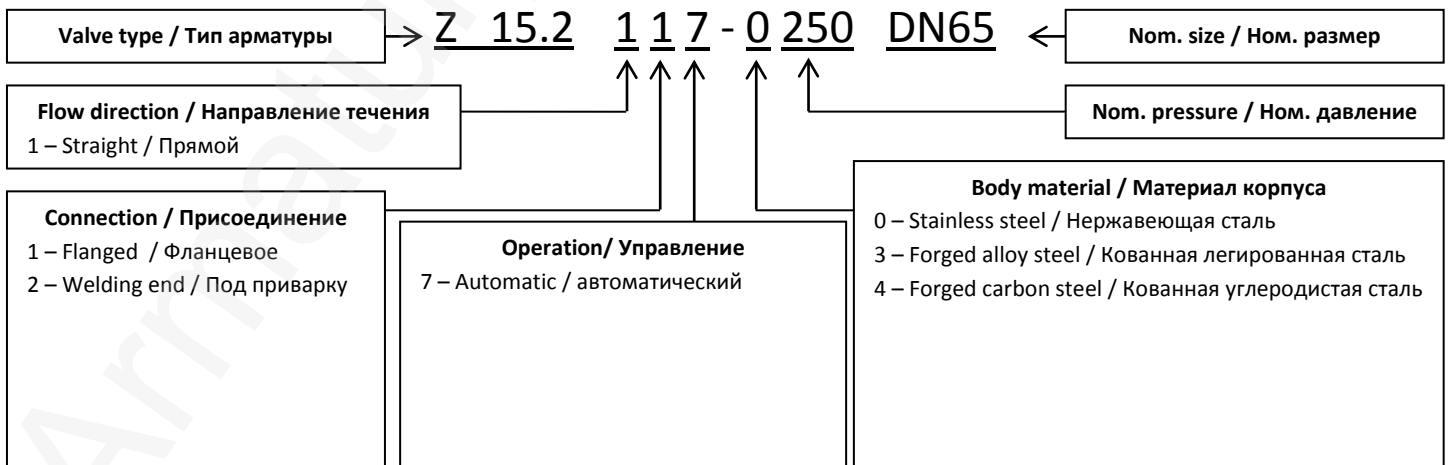 Valve type / Тип арматуры
Z 15.2 1 1 7 - 0 250 DN65
Nom. size / Ном. размер
Flow direction / Направление течения
1 – Straight / Прямой
Nom. pressure / Ном. давление
Connection / Присоединение
1 – Flanged / Фланцевое
2 – Welding end / Под приварку
Operation/ Управление
7 – Automatic / автоматический
Body material / Материал корпуса
0 – Stainless steel / Нержавеющая сталь
3 – Forged alloy steel / Кованная легированная сталь
4 – Forged carbon steel / Кованная углеродистая сталь